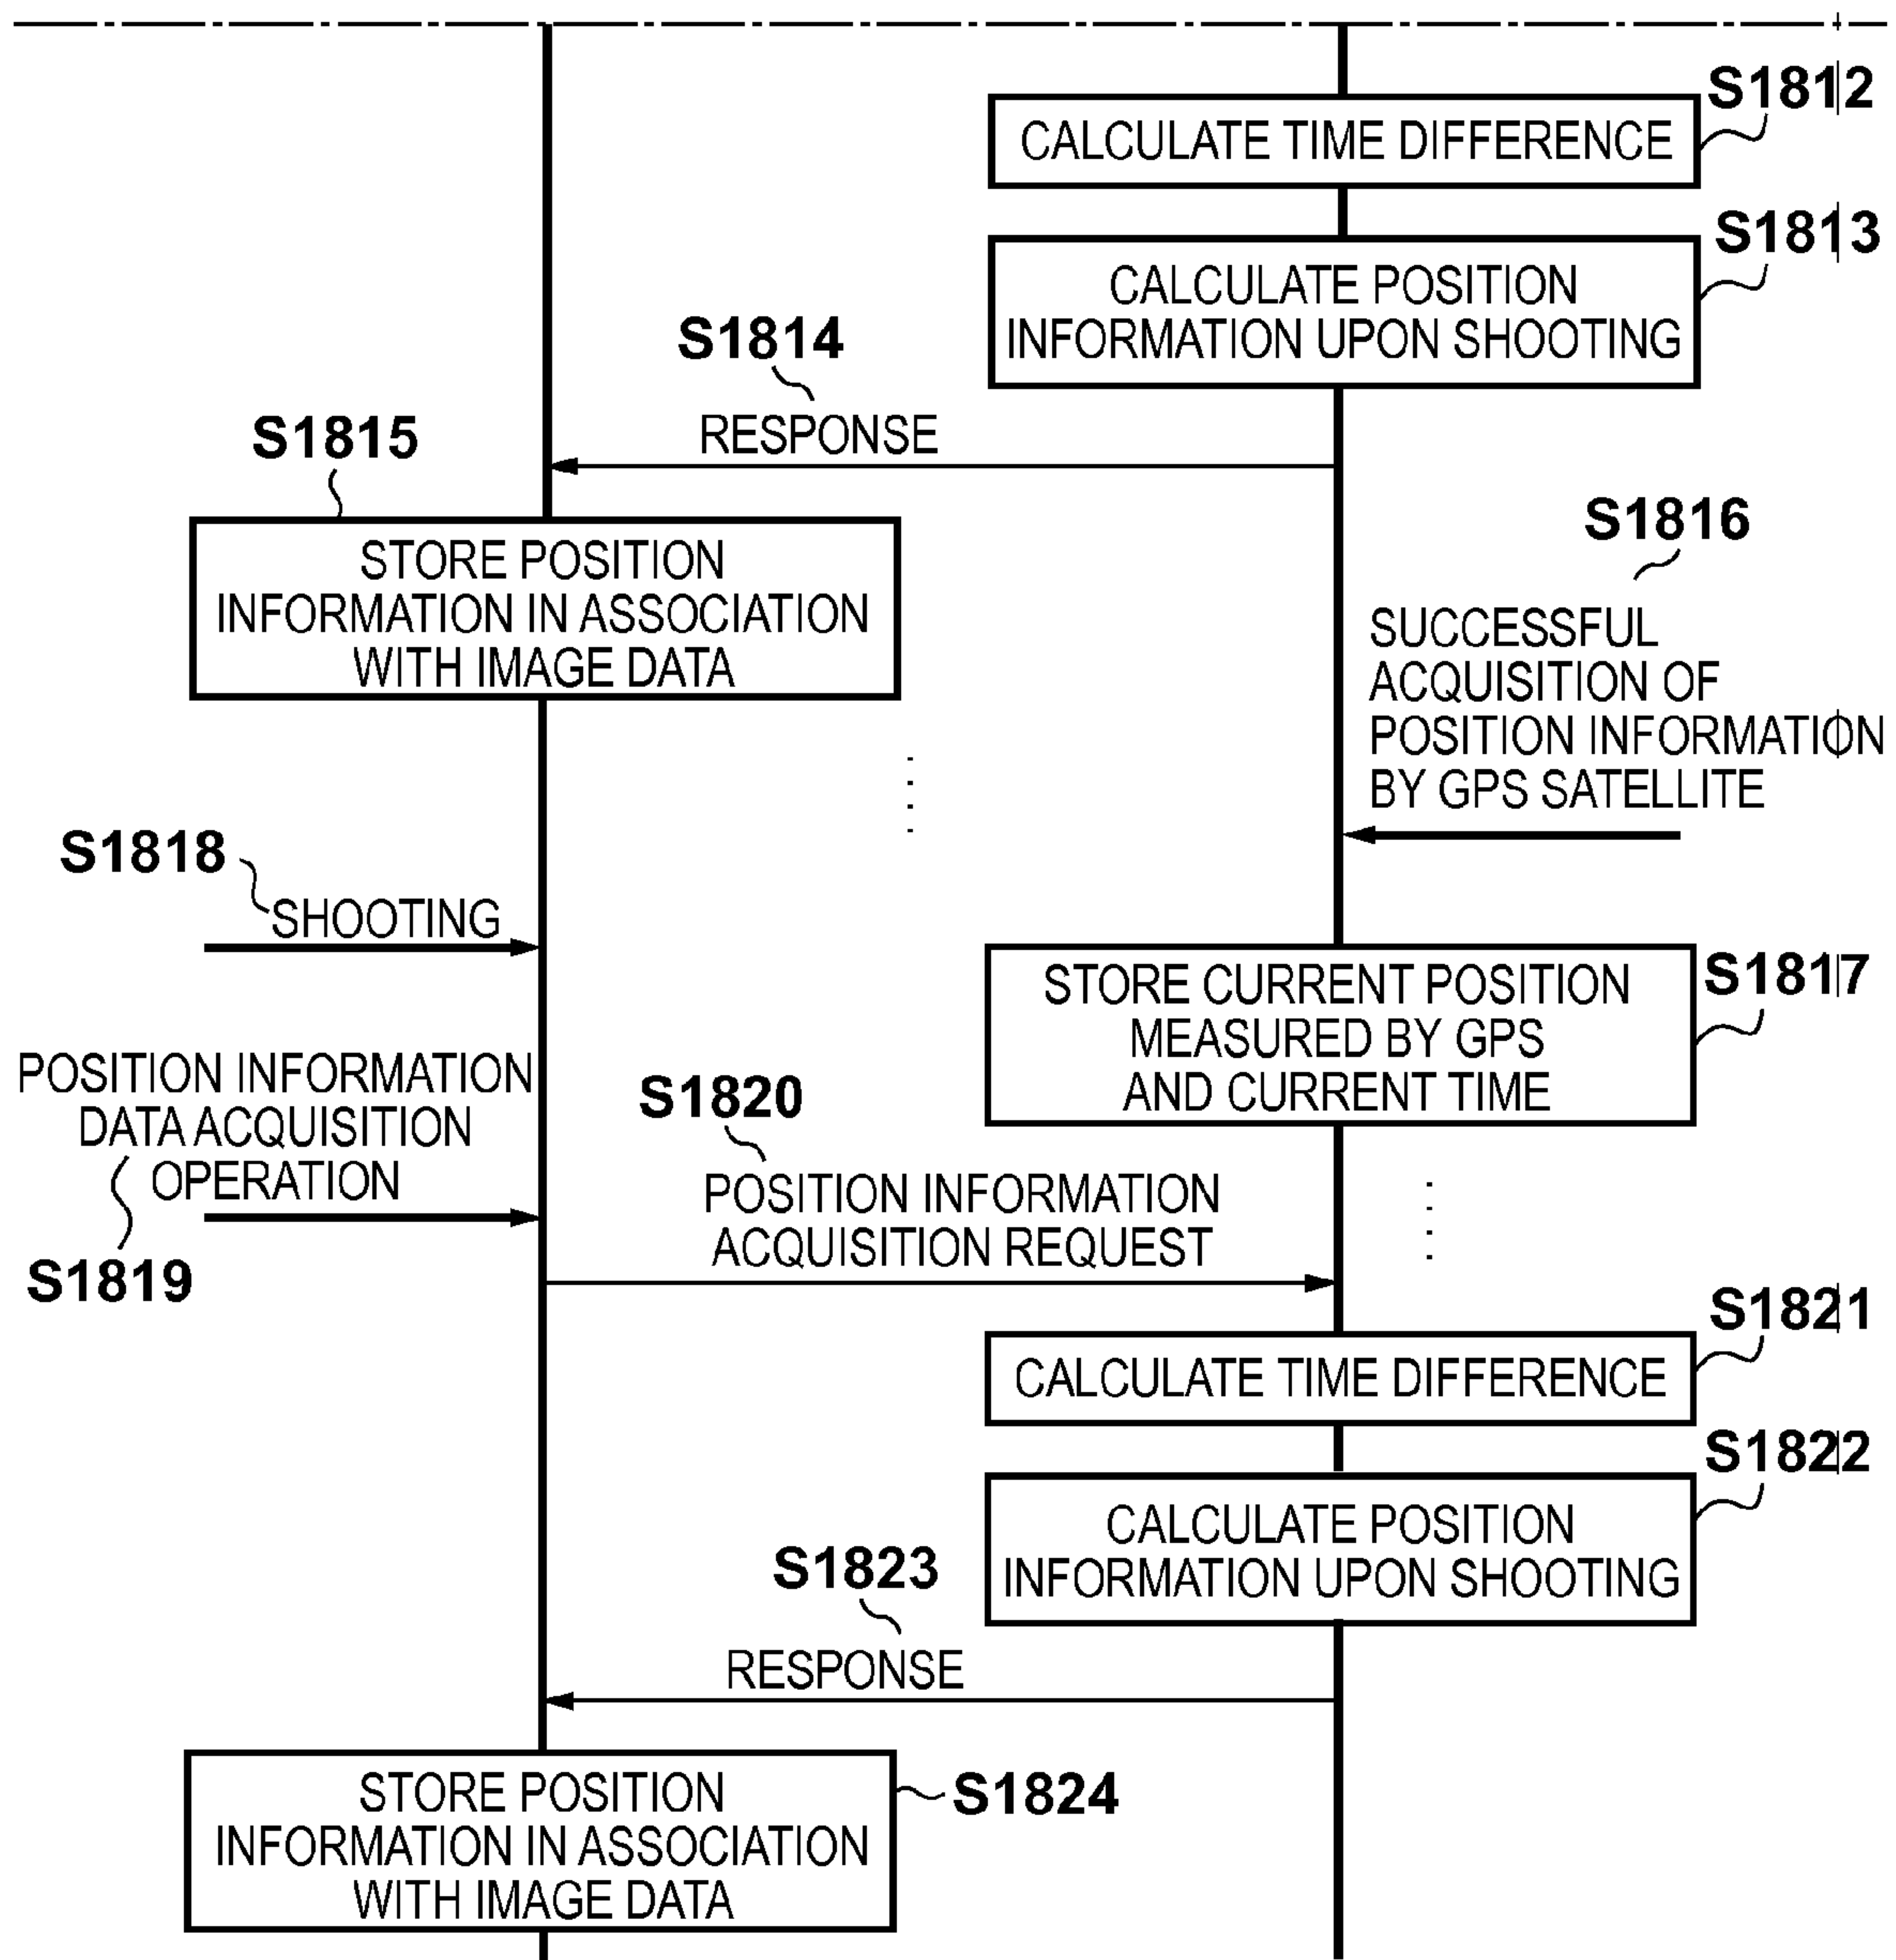 S1812
CALCULATE TIME DIFFERENCE
S1813
CALCULATE POSITION
INFORMATION UPON SHOOTING
S1814
RESPONSE
S1815
STORE POSITION
INFORMATION IN ASSOCIATION
WITH IMAGE DATA
S1816
SUCCESSFUL
ACQUISITION OF
POSITION INFORMATION
BY GPS SATELLITE
S1818
SHOOTING
S1817
STORE CURRENT POSITION
MEASURED BY GPS
AND CURRENT TIME
POSITION INFORMATION
DATA ACQUISITION
OPERATION
S1819
S1820
POSITION INFORMATION
ACQUISITION REQUEST
S1821
CALCULATE TIME DIFFERENCE
S1822
CALCULATE POSITION
INFORMATION UPON SHOOTING
S1823
RESPONSE
STORE POSITION
INFORMATION IN ASSOCIATION
WITH IMAGE DATA
S1824